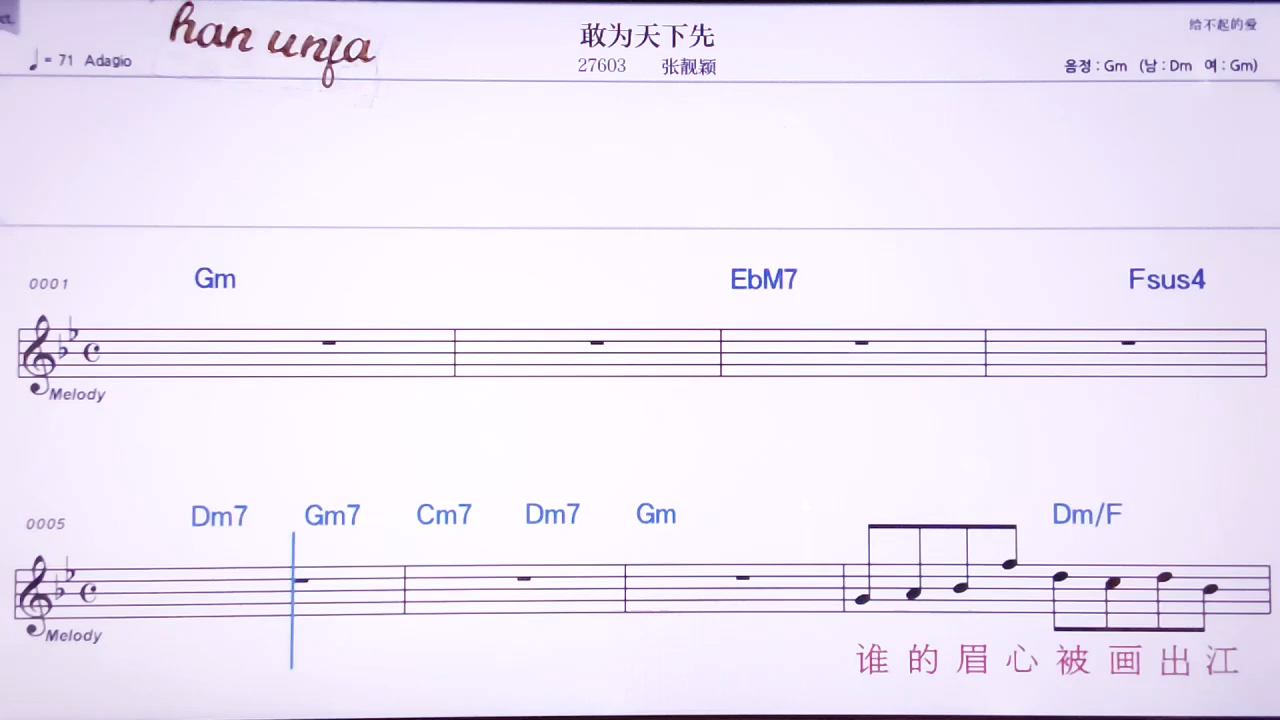 han unfa
敢为天下先
给不起的爱
♩= 71 Adagio
27603 张靓颖
음정 : Gm (남 : Dm 여 : Gm)
0001 Gm EbM7 Fsus4
Melody
0005 Dm7 Gm7 Cm7 Dm7 Gm Dm/F
Melody
谁 的 眉 心 被 画 出 江